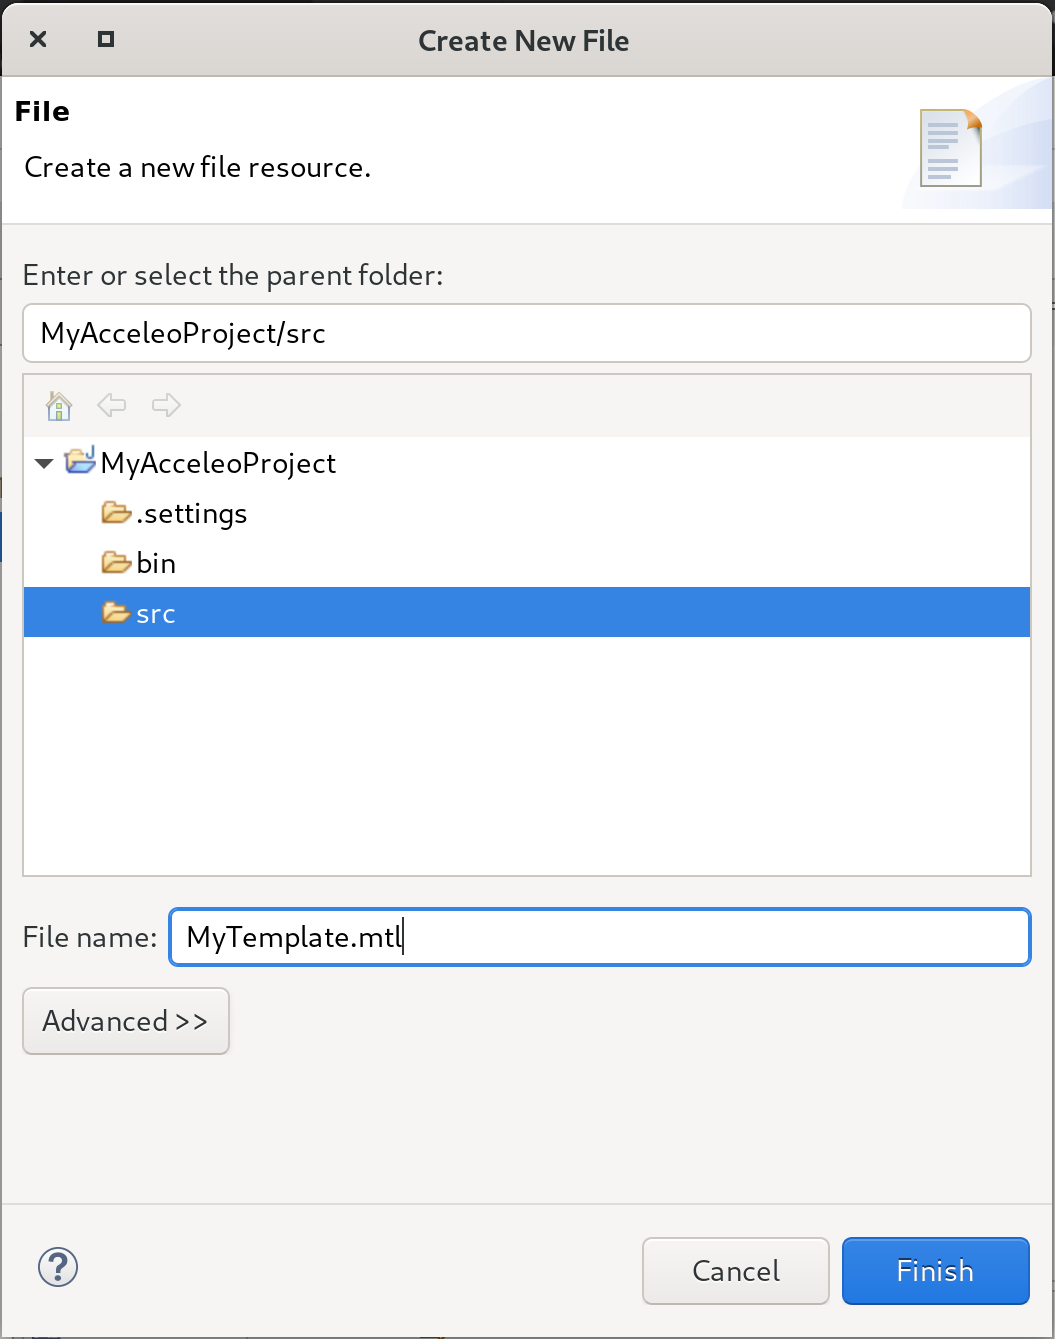 Create New File
File
Create a new file resource.
Enter or select the parent folder:
MyAcceleoProject/src
MyAcceleoProject
.settings
bin
src
File name: MyTemplate.mtl
Advanced >>
?
Cancel Finish